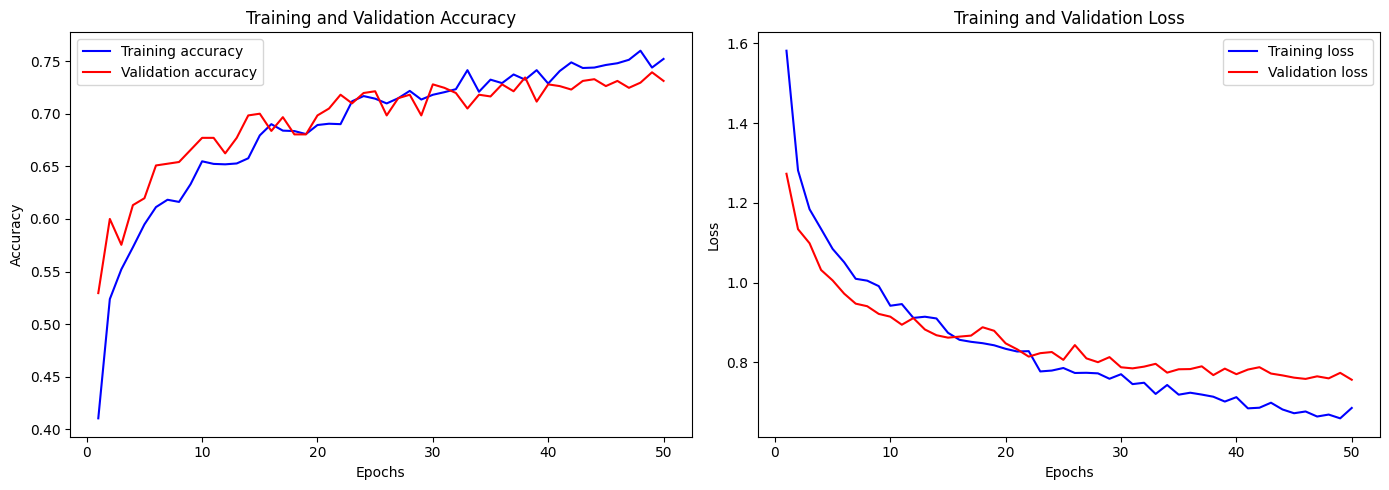 Training and Validation Accuracy
Training accuracy
Validation accuracy
0.75
0.70
0.65
0.60
0.55
0.50
0.45
0.40
Accuracy
0
10
20
30
40
50
Epochs
Training and Validation Loss
Training loss
Validation loss
1.6
1.4
1.2
1.0
0.8
Loss
0
10
20
30
40
50
Epochs